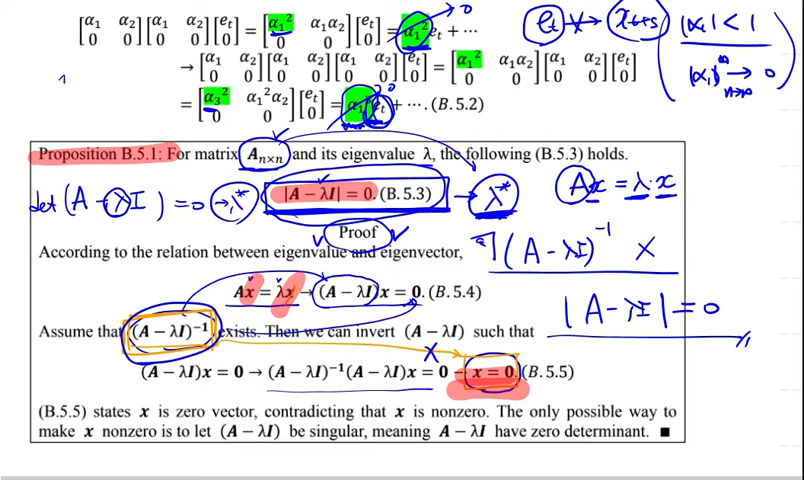 [α₁ α₂; 0 0][α₁ α₂; 0 0][eₜ; 0] = [α₁² α₁α₂; 0 0][eₜ; 0] = α₁²eₜ + ⋯ → 0
→ [α₁ α₂; 0 0][α₁ α₂; 0 0][α₁ α₂; 0 0][eₜ; 0] = [α₁² α₁α₂; 0 0][α₁ α₂; 0 0][eₜ; 0]
= [α₃² α₁²α₂; 0 0][eₜ; 0] = α₁ eₜ + ⋯ . (B.5.2)
|α₁| < 1
|α₁|ⁿ → 0
n→∞
Proposition B.5.1: For matrix Aₙₓₙ and its eigenvalue λ, the following (B.5.3) holds.
det (A − λI) = 0 → λ*
|A − λI| = 0. (B.5.3)
→ λ*
Ax = λx
Proof
According to the relation between eigenvalue and eigenvector,
(A − λI)⁻¹ X
Ax = λx → (A − λI)x = 0. (B.5.4)
|A − λI| = 0
Assume that (A − λI)⁻¹ exists. Then we can invert (A − λI) such that
(A − λI)x = 0 → (A − λI)⁻¹(A − λI)x = 0 → x = 0. (B.5.5)
(B.5.5) states x is zero vector, contradicting that x is nonzero. The only possible way to
make x nonzero is to let (A − λI) be singular, meaning A − λI have zero determinant. ■